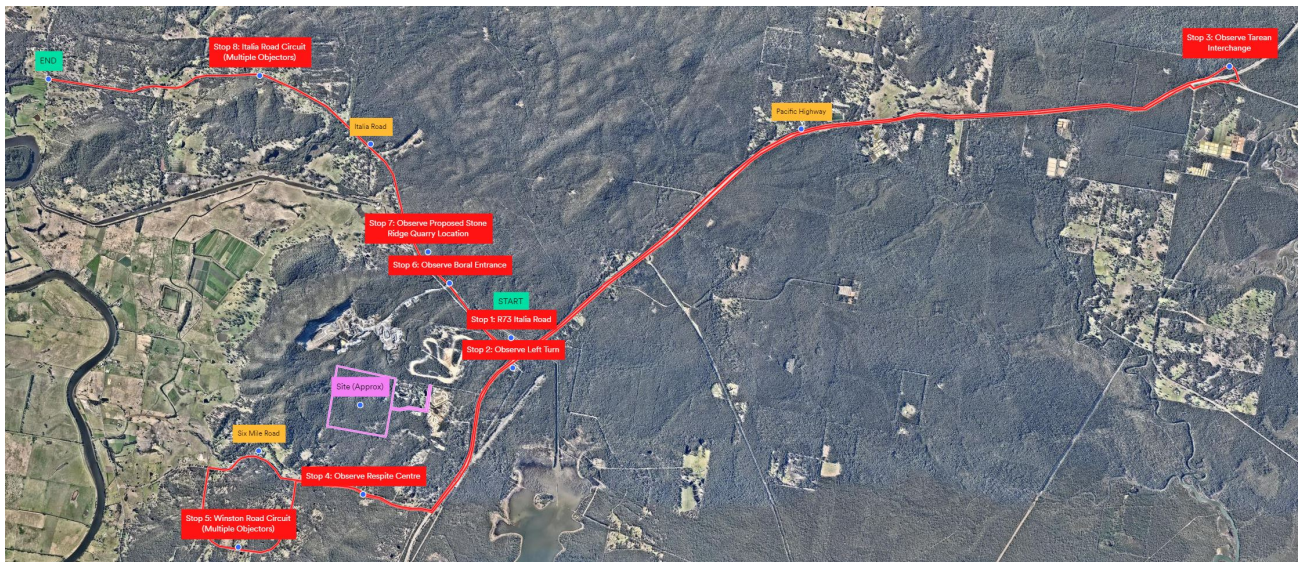 Stop 8: Italia Road Circuit
(Multiple Objectors)
END
Stop 3: Observe Tarean
Interchange
Italia Road
Pacific Highway
Stop 7: Observe Proposed Stone
Ridge Quarry Location
Stop 6: Observe Boral Entrance
START
Stop 1: R73 Italia Road
Stop 2: Observe Left Turn
Site (Approx)
Six Mile Road
Stop 4: Observe Respite Centre
Stop 5: Winston Road Circuit
(Multiple Objectors)